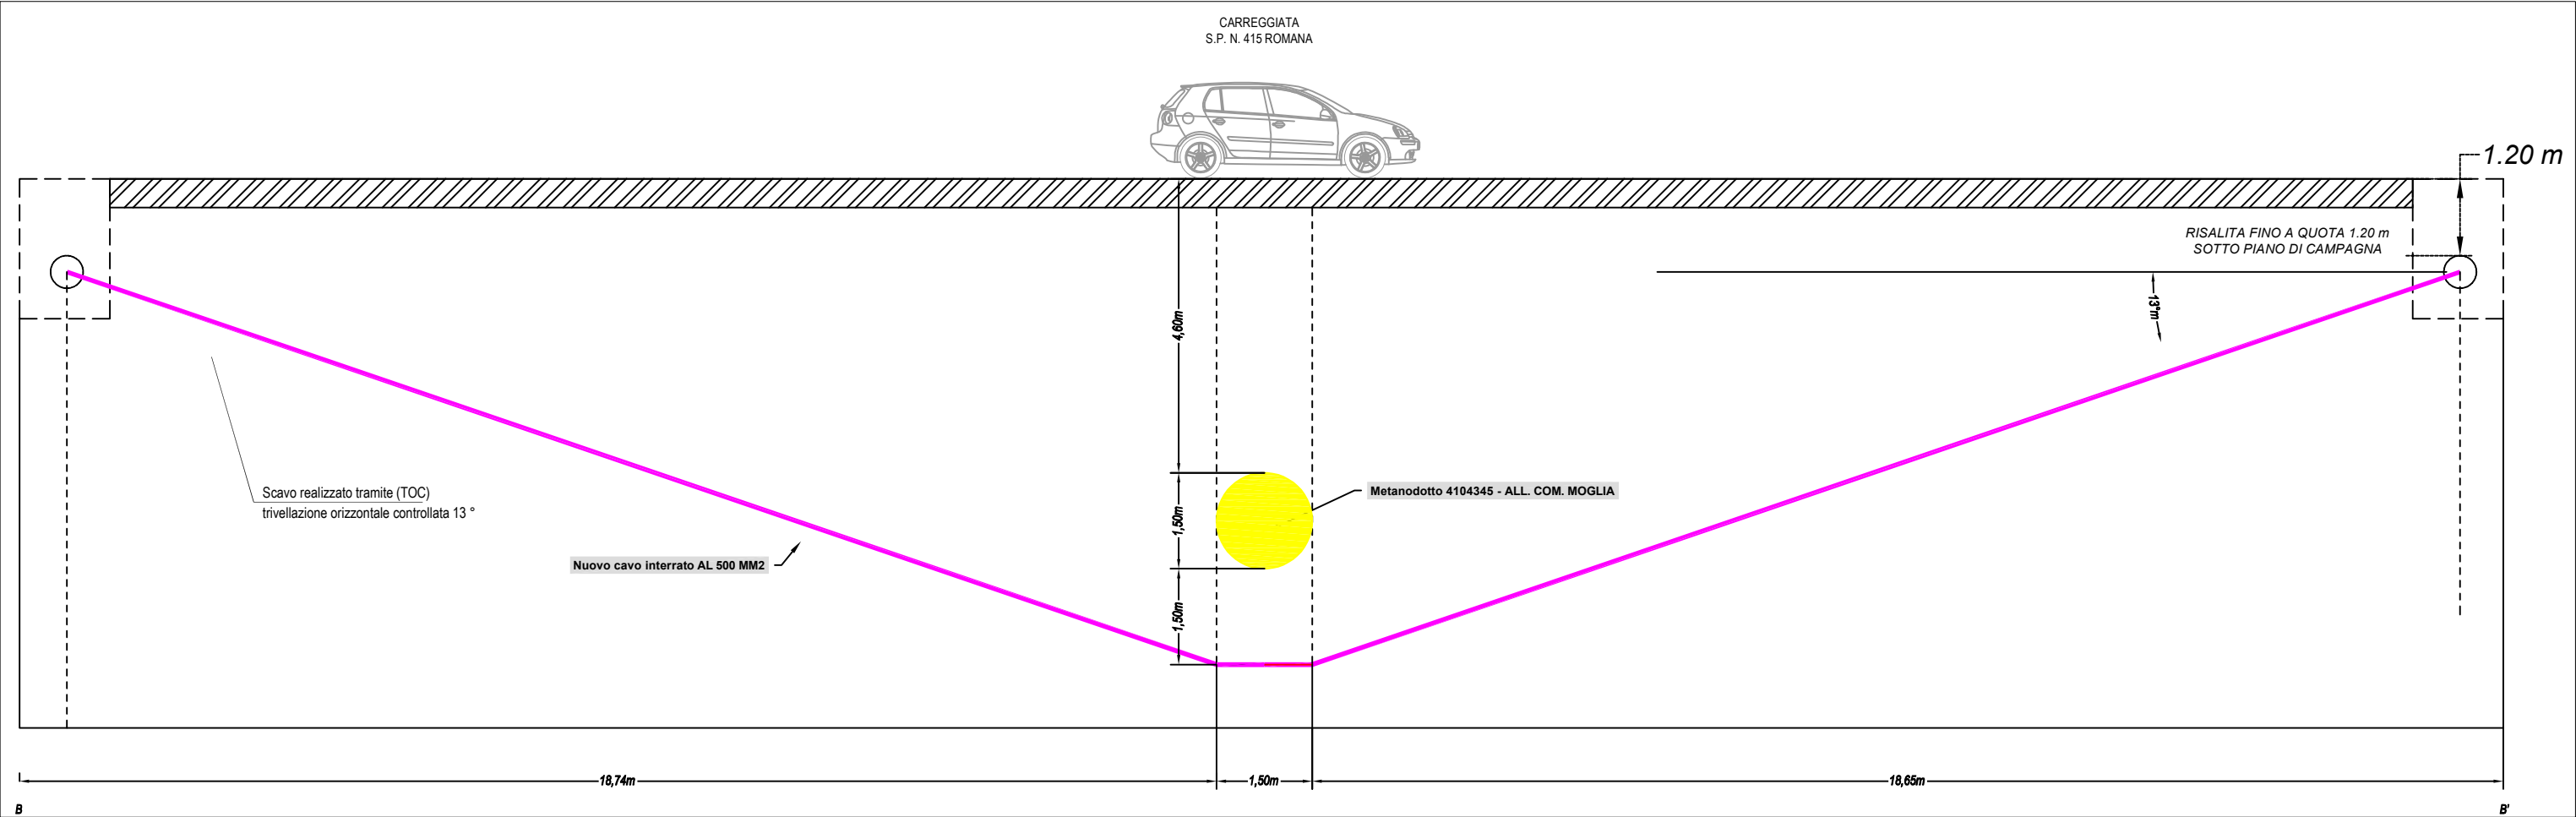 CARREGGIATA
S.P. N. 415 ROMANA
1.20 m
RISALITA FINO A QUOTA 1.20 m
SOTTO PIANO DI CAMPAGNA
13°m
4,60m
Scavo realizzato tramite (TOC)
trivellazione orizzontale controllata 13 °
Metanodotto 4104345 - ALL. COM. MOGLIA
1,50m
Nuovo cavo interrato AL 500 MM2
1,50m
18,74m
1,50m
18,65m
B
B'